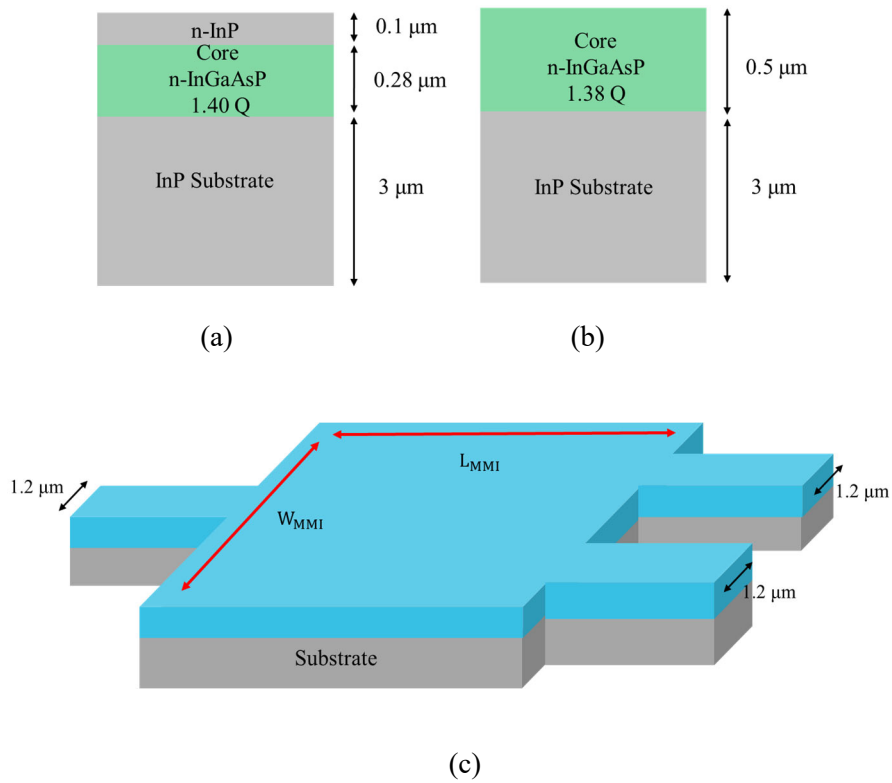 n-InP
0.1 μm
Core
n-InGaAsP
1.40 Q
0.28 μm
InP Substrate
3 μm
(a)
Core
n-InGaAsP
1.38 Q
0.5 μm
InP Substrate
3 μm
(b)
1.2 μm
L_MMI
W_MMI
1.2 μm
1.2 μm
Substrate
(c)